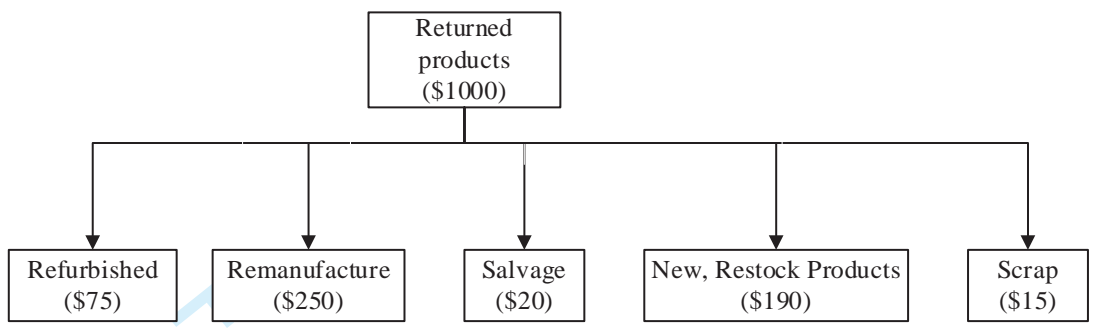 Returned
products
($1000)
Refurbished
($75)
Remanufacture
($250)
Salvage
($20)
New, Restock Products
($190)
Scrap
($15)